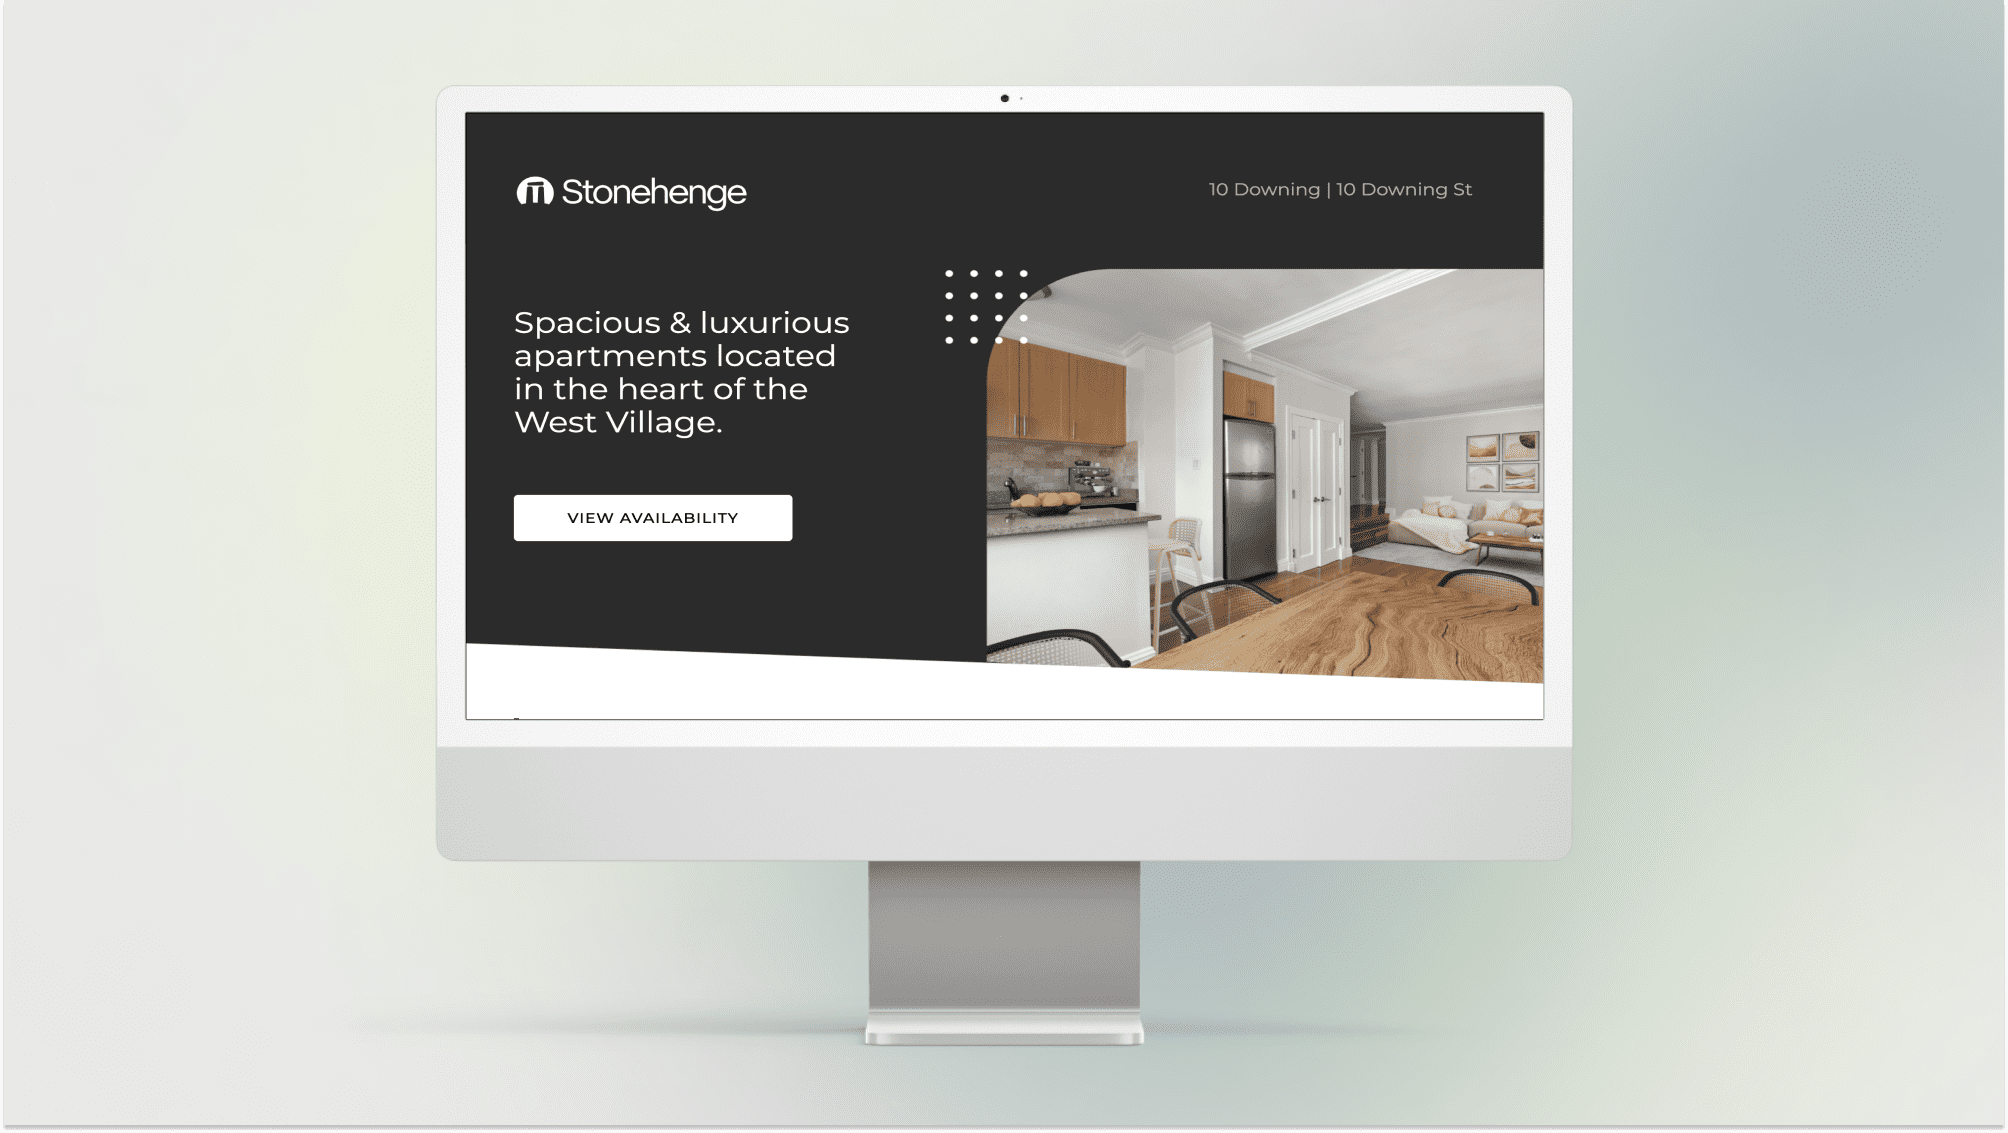 Stonehenge
10 Downing | 10 Downing St
Spacious & luxurious
apartments located
in the heart of the
West Village.
VIEW AVAILABILITY